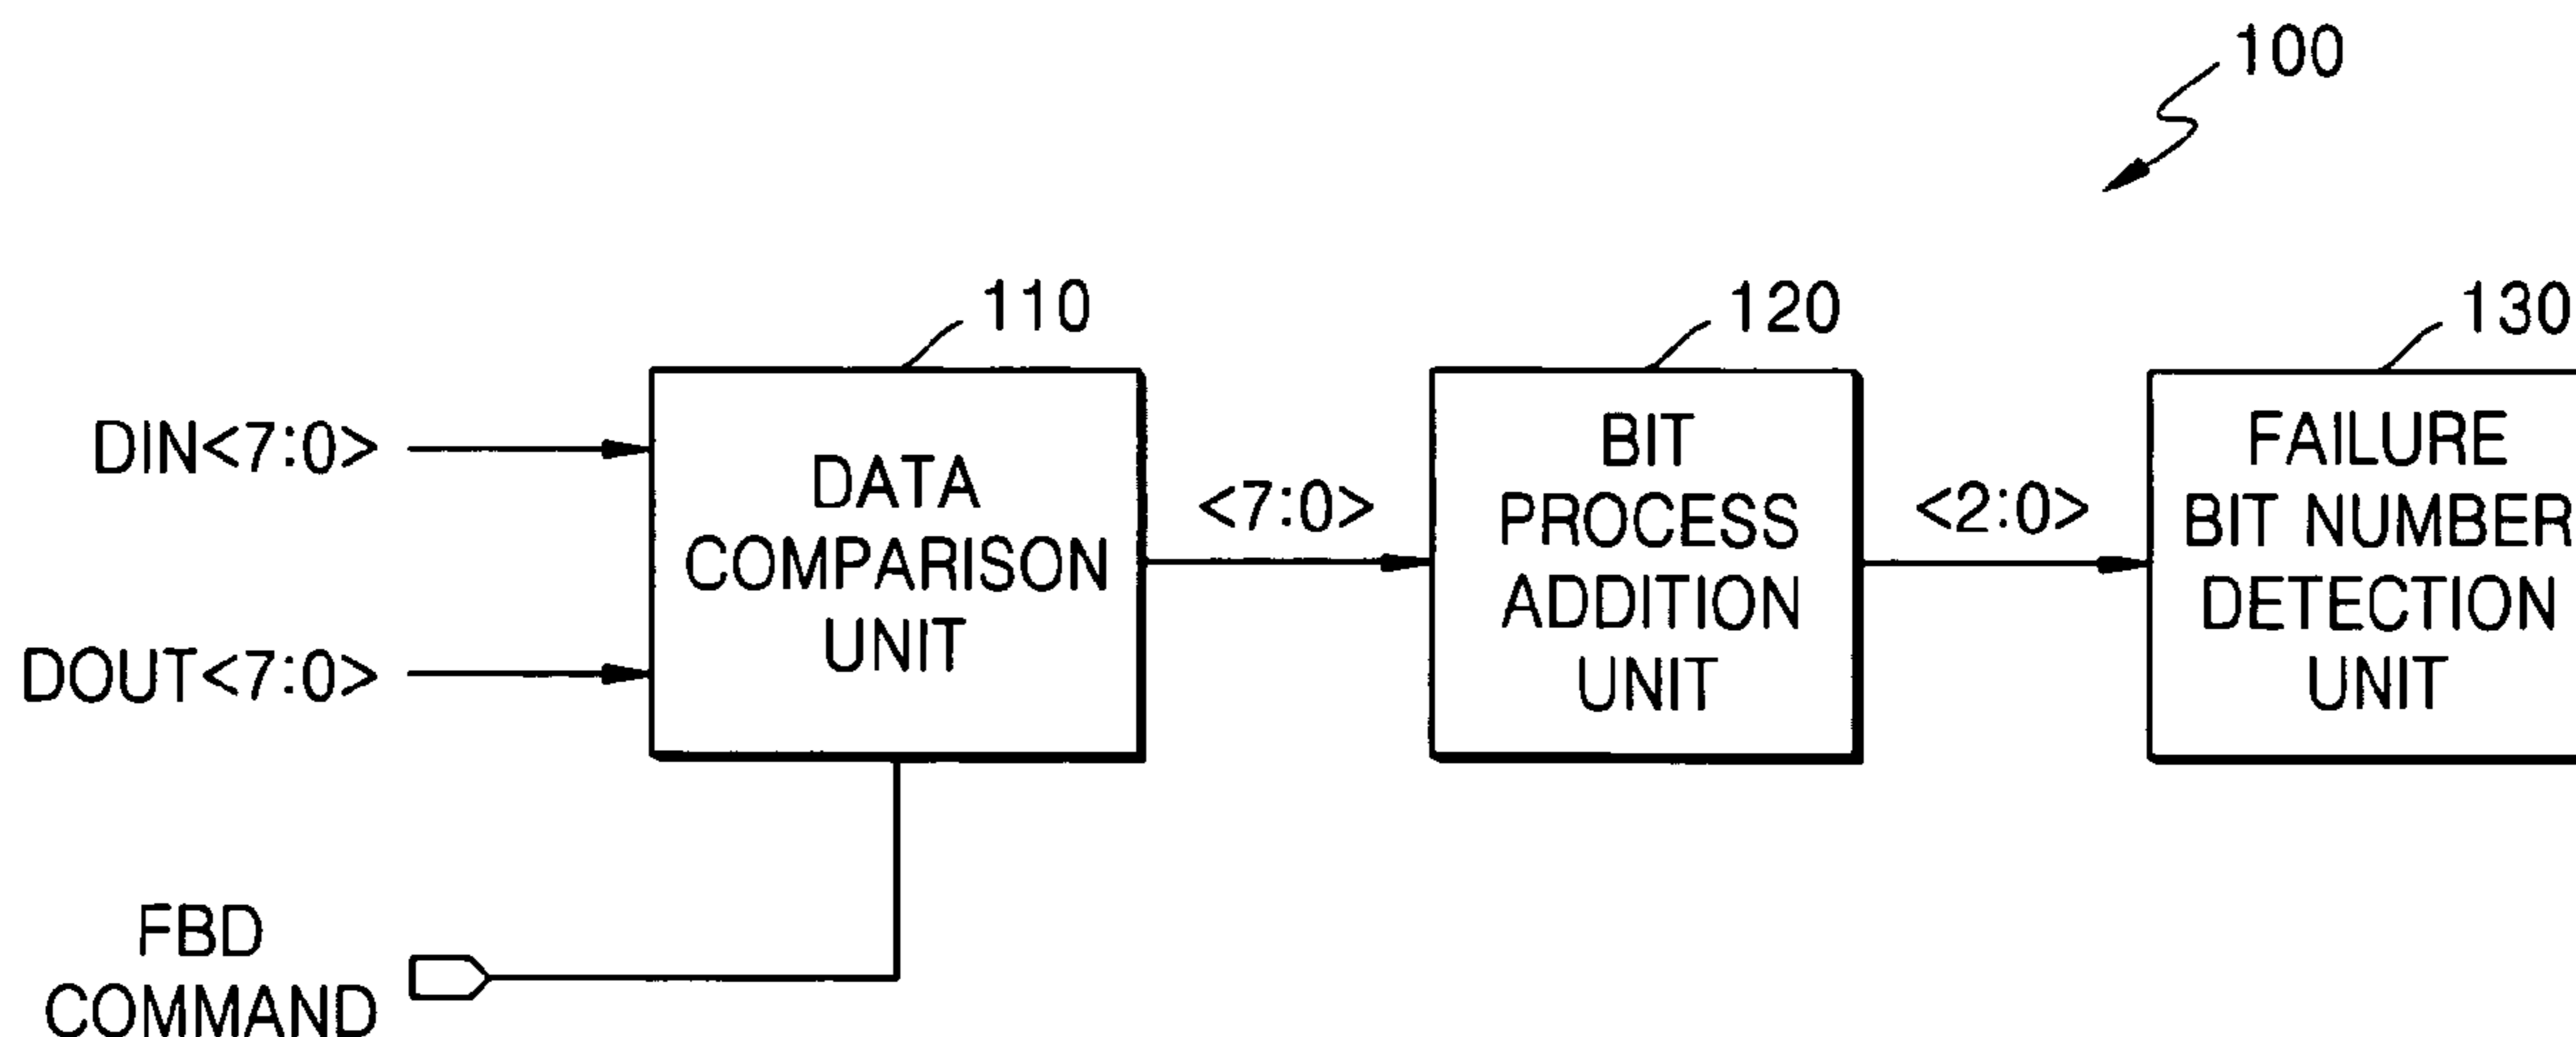 100
110
120
130
DIN<7:0>
DOUT<7:0>
DATA
COMPARISON
UNIT
<7:0>
BIT
PROCESS
ADDITION
UNIT
<2:0>
FAILURE
BIT NUMBER
DETECTION
UNIT
FBD
COMMAND